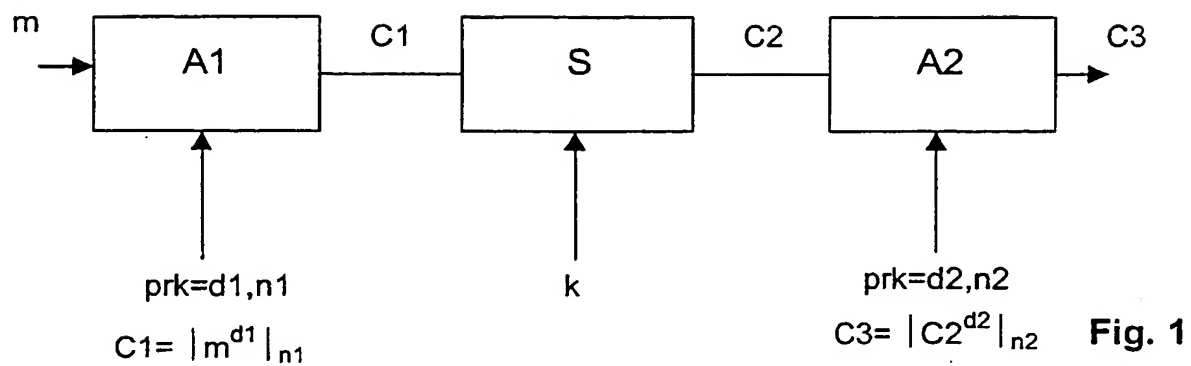 m
C1
C2
C3
A1
S
A2
prk=d1,n1
k
prk=d2,n2
C1= |m^d1|_n1
C3= |C2^d2|_n2
Fig. 1